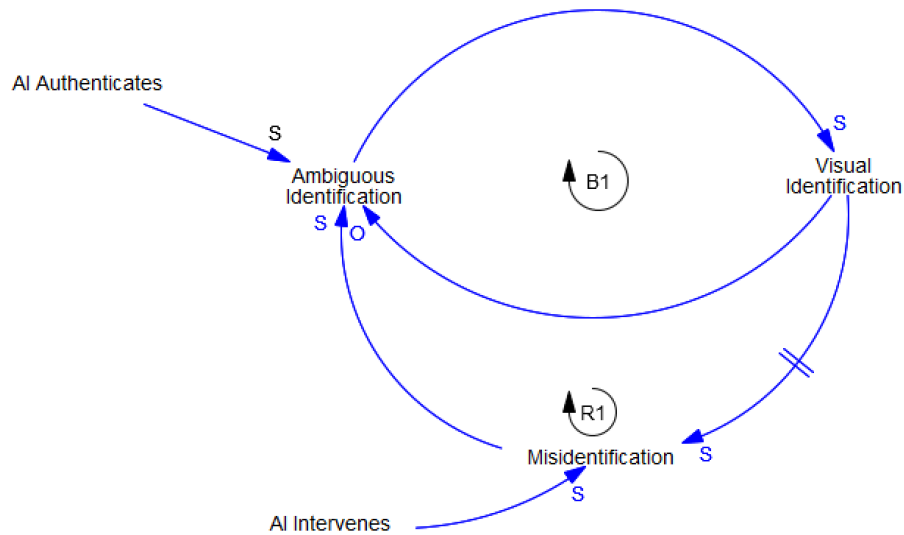 AI Authenticates
S
S
Ambiguous
Identification
B1
Visual
Identification
S
O
R1
Misidentification
S
S
AI Intervenes